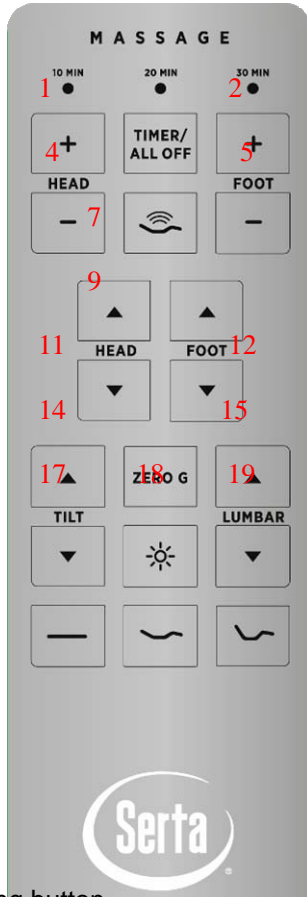 MASSAGE
10 MIN 20 MIN 30 MIN
1 2
4 + TIMER/ 5 +
ALL OFF
HEAD FOOT
- 7 -
9
11 HEAD FOOT 12
14 15
17 18 ZERO G 19
TILT LUMBAR
Serta®
button